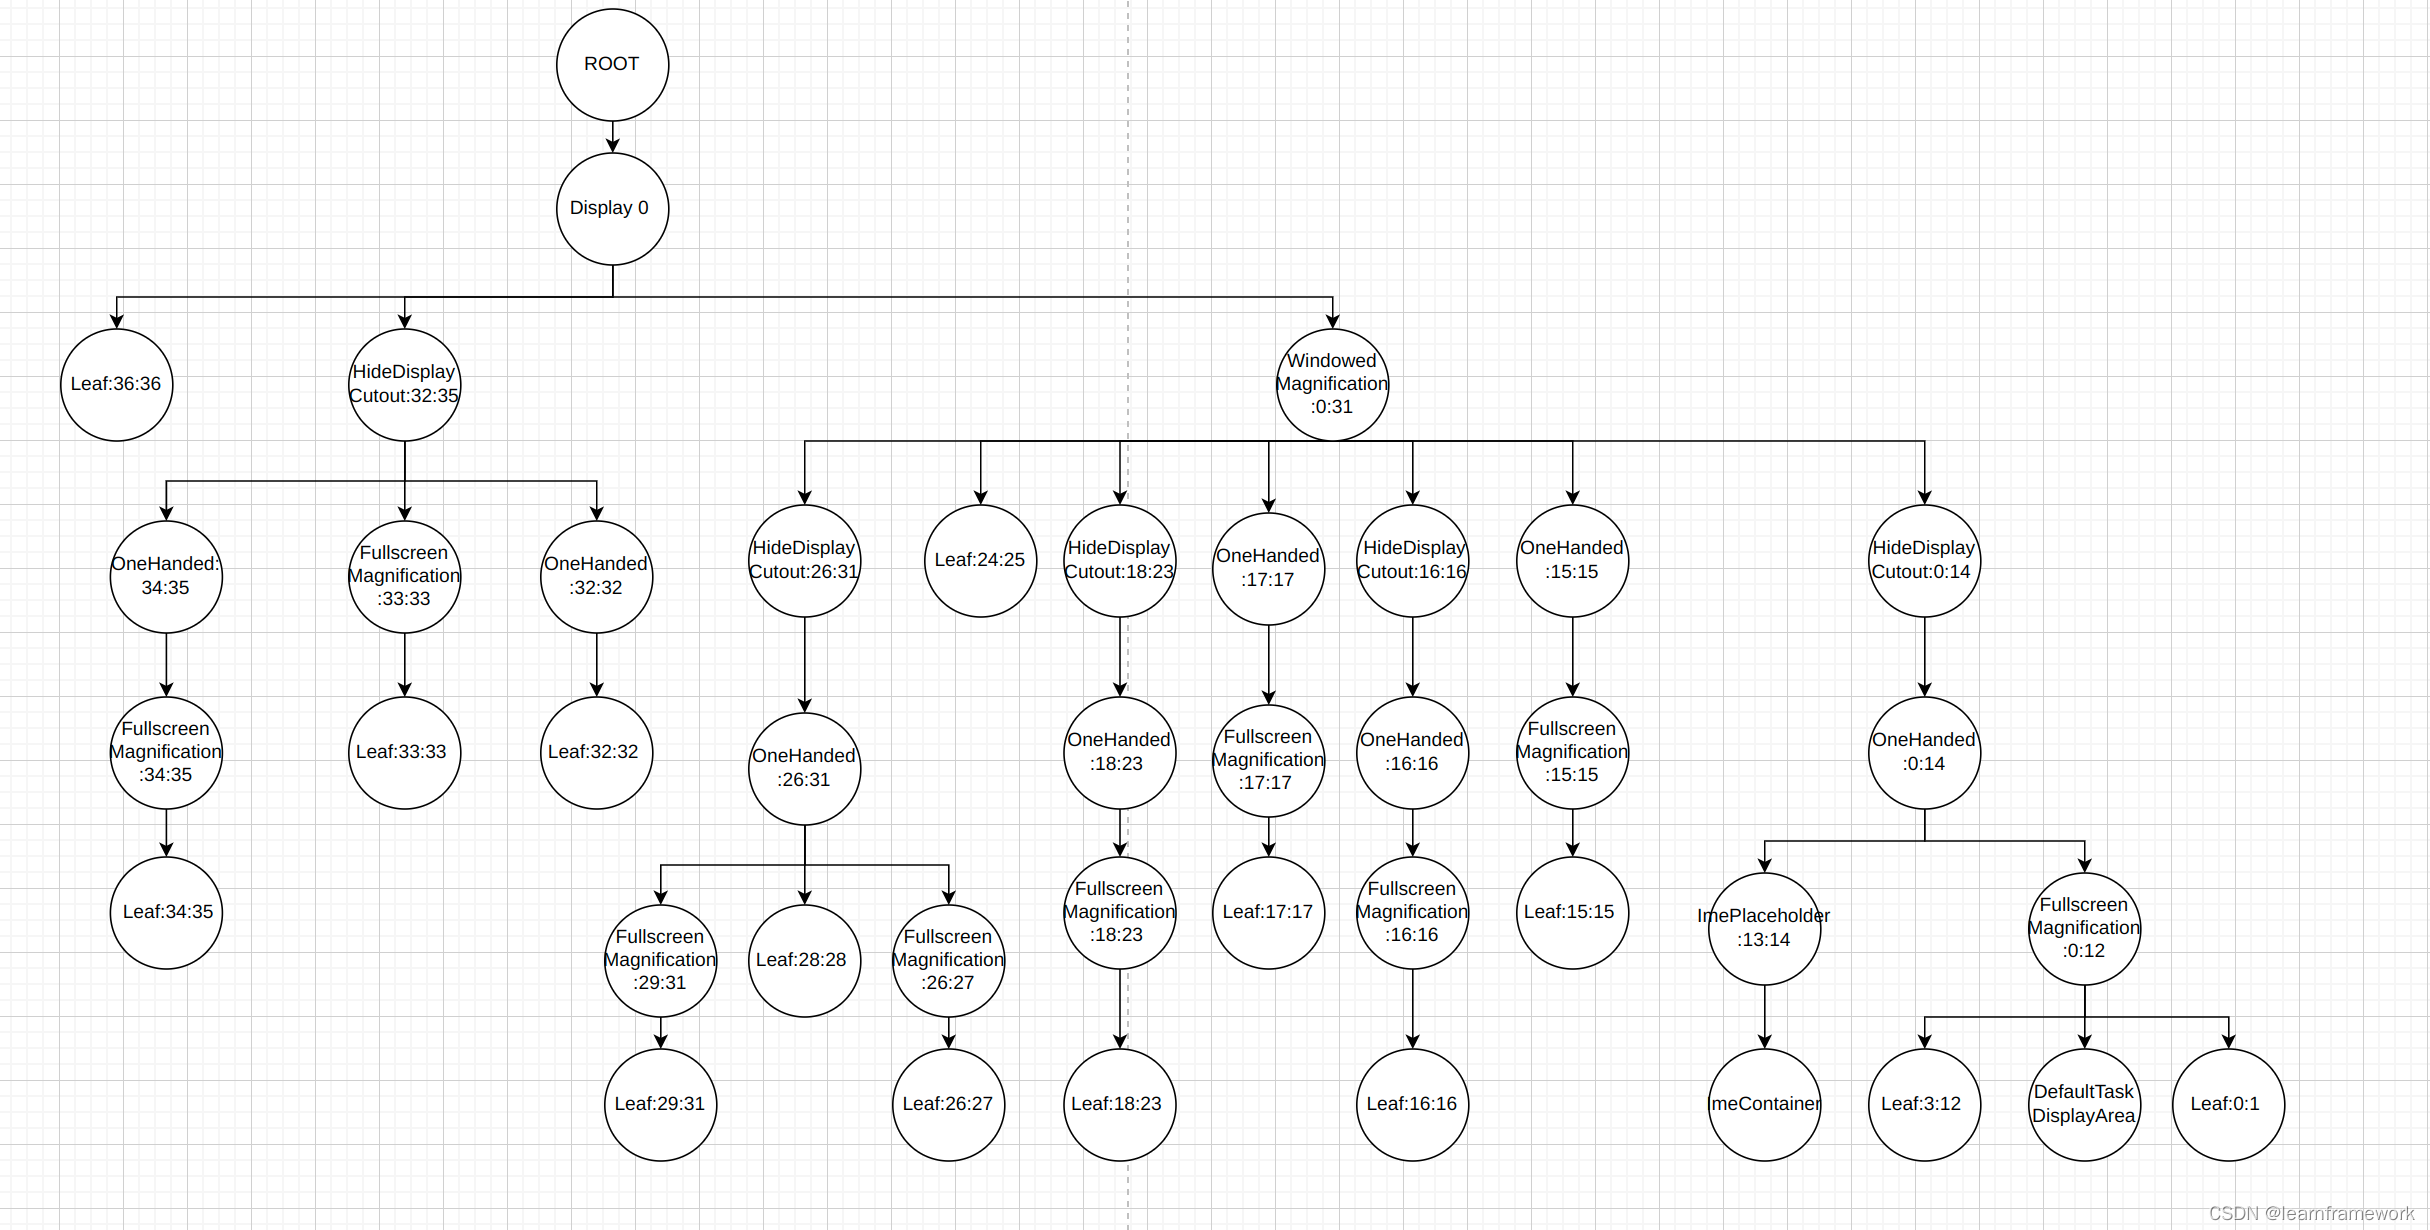 ROOT
Display 0
Leaf:36:36
HideDisplay
Cutout:32:35
Windowed
Magnification
:0:31
OneHanded:
34:35
Fullscreen
Magnification
:33:33
OneHanded
:32:32
HideDisplay
Cutout:26:31
Leaf:24:25
HideDisplay
Cutout:18:23
OneHanded
:17:17
HideDisplay
Cutout:16:16
OneHanded
:15:15
HideDisplay
Cutout:0:14
Fullscreen
Magnification
:34:35
Leaf:33:33
Leaf:32:32
OneHanded
:26:31
OneHanded
:18:23
Fullscreen
Magnification
:17:17
OneHanded
:16:16
Fullscreen
Magnification
:15:15
OneHanded
:0:14
Leaf:34:35
Fullscreen
Magnification
:29:31
Leaf:28:28
Fullscreen
Magnification
:26:27
Fullscreen
Magnification
:18:23
Leaf:17:17
Fullscreen
Magnification
:16:16
Leaf:15:15
ImePlaceholder
:13:14
Fullscreen
Magnification
:0:12
Leaf:29:31
Leaf:26:27
Leaf:18:23
Leaf:16:16
ImeContainer
Leaf:3:12
DefaultTask
DisplayArea
Leaf:0:1
CSDN @learnframework